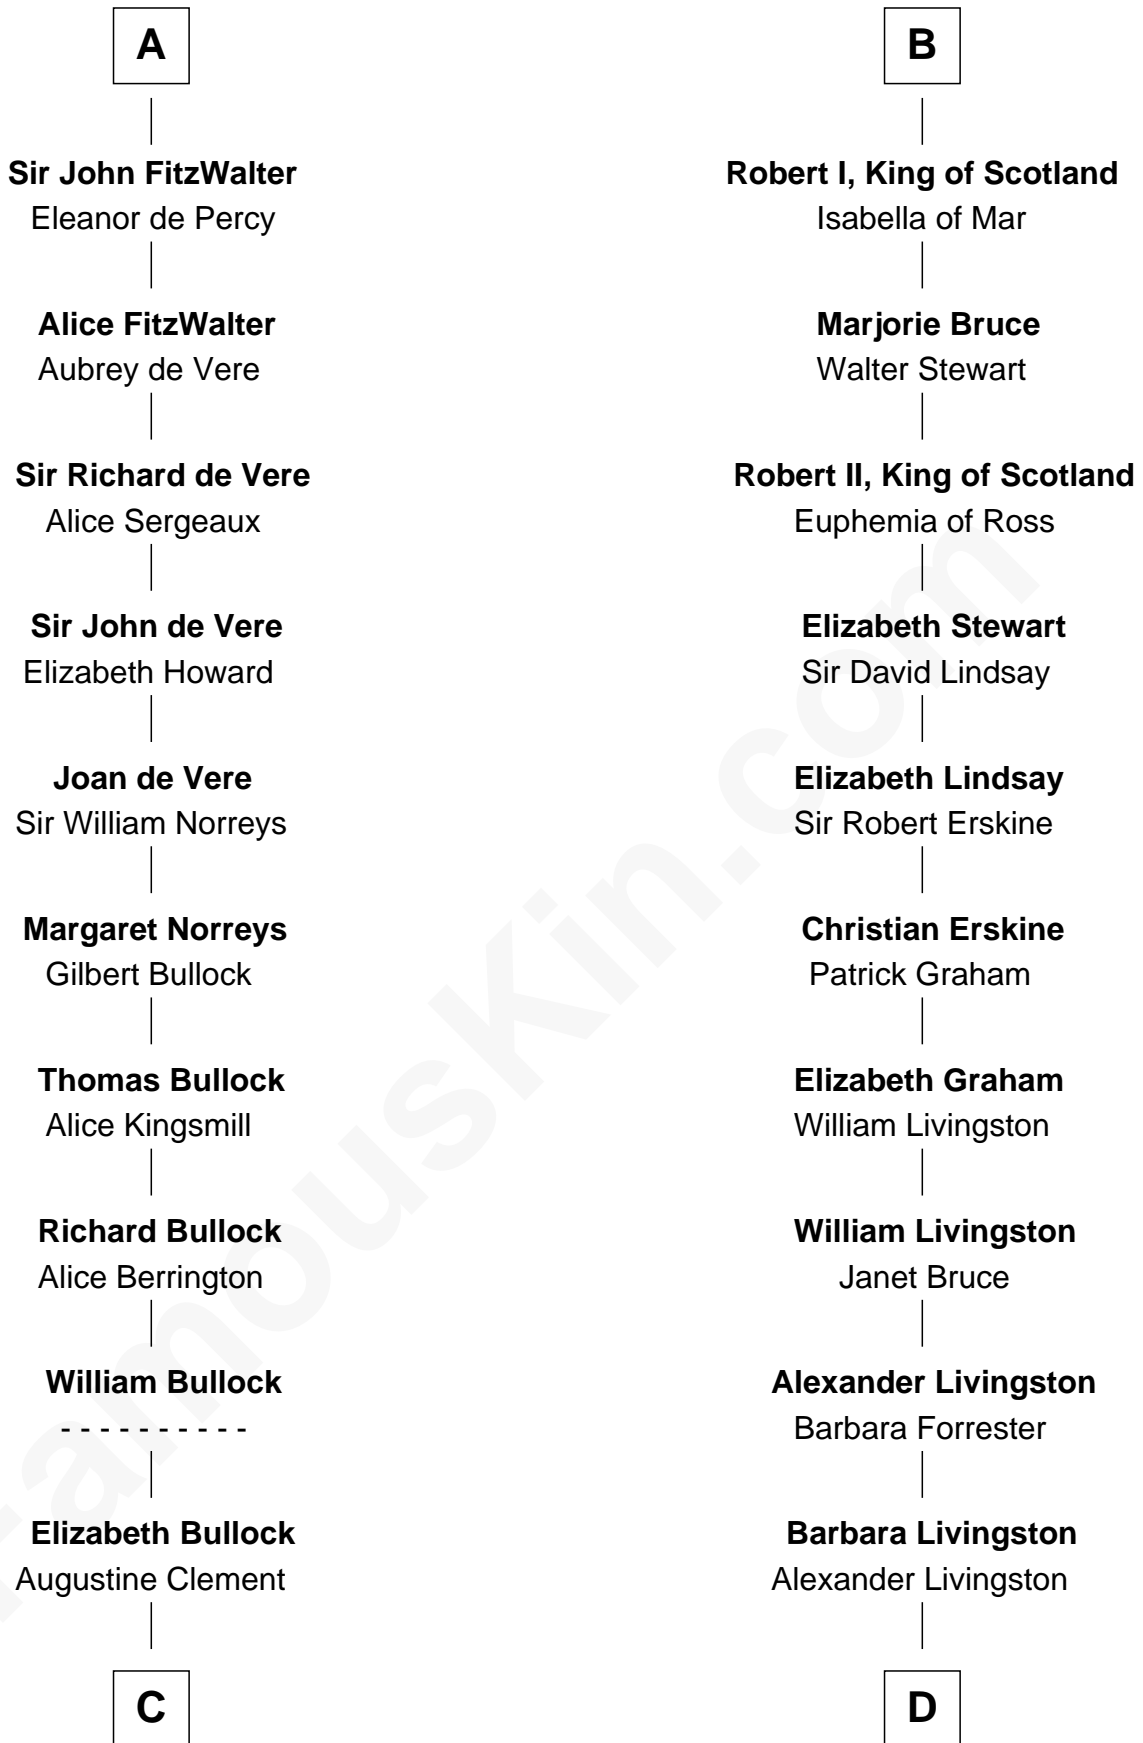 A
Sir John FitzWalter
Eleanor de Percy
Alice FitzWalter
Aubrey de Vere
Sir Richard de Vere
Alice Sergeaux
Sir John de Vere
Elizabeth Howard
Joan de Vere
Sir William Norreys
Margaret Norreys
Gilbert Bullock
Thomas Bullock
Alice Kingsmill
Richard Bullock
Alice Berrington
William Bullock
- - - - - - - - - -
Elizabeth Bullock
Augustine Clement
C
B
Robert I, King of Scotland
Isabella of Mar
Marjorie Bruce
Walter Stewart
Robert II, King of Scotland
Euphemia of Ross
Elizabeth Stewart
Sir David Lindsay
Elizabeth Lindsay
Sir Robert Erskine
Christian Erskine
Patrick Graham
Elizabeth Graham
William Livingston
William Livingston
Janet Bruce
Alexander Livingston
Barbara Forrester
Barbara Livingston
Alexander Livingston
D
FamousKin.com